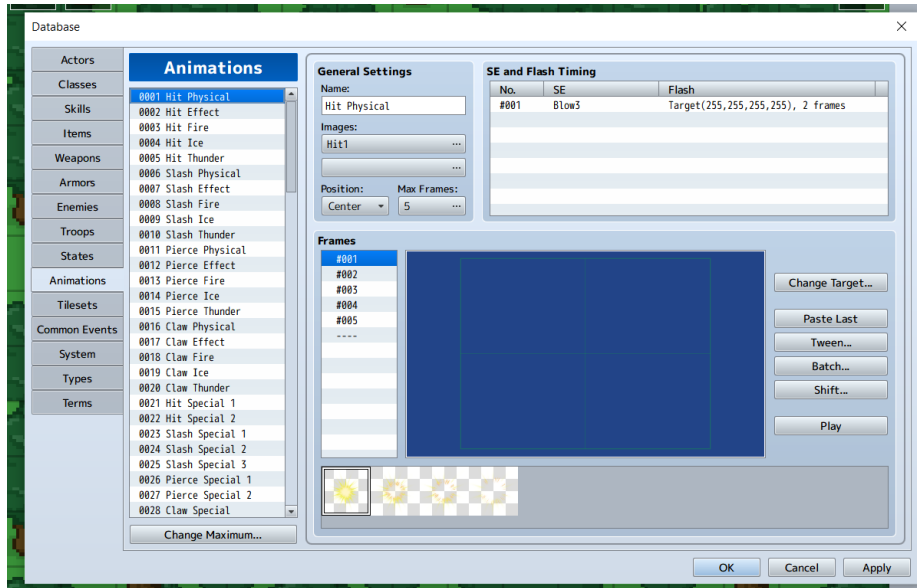 Database
Actors
Classes
Skills
Items
Weapons
Armors
Enemies
Troops
States
Animations
Tilesets
Common Events
System
Types
Terms
Animations
0001 Hit Physical
0002 Hit Effect
0003 Hit Fire
0004 Hit Ice
0005 Hit Thunder
0006 Slash Physical
0007 Slash Effect
0008 Slash Fire
0009 Slash Ice
0010 Slash Thunder
0011 Pierce Physical
0012 Pierce Effect
0013 Pierce Fire
0014 Pierce Ice
0015 Pierce Thunder
0016 Claw Physical
0017 Claw Effect
0018 Claw Fire
0019 Claw Ice
0020 Claw Thunder
0021 Hit Special 1
0022 Hit Special 2
0023 Slash Special 1
0024 Slash Special 2
0025 Slash Special 3
0026 Pierce Special 1
0027 Pierce Special 2
0028 Claw Special
Change Maximum...
General Settings
Name:
Hit Physical
Images:
Hit1 ...
...
Position: Max Frames:
Center 5 ...
SE and Flash Timing
No. SE Flash
#001 Blow3 Target(255,255,255,255), 2 frames
Frames
#001
#002
#003
#004
#005
----
Change Target...
Paste Last
Tween...
Batch...
Shift...
Play
OK Cancel Apply